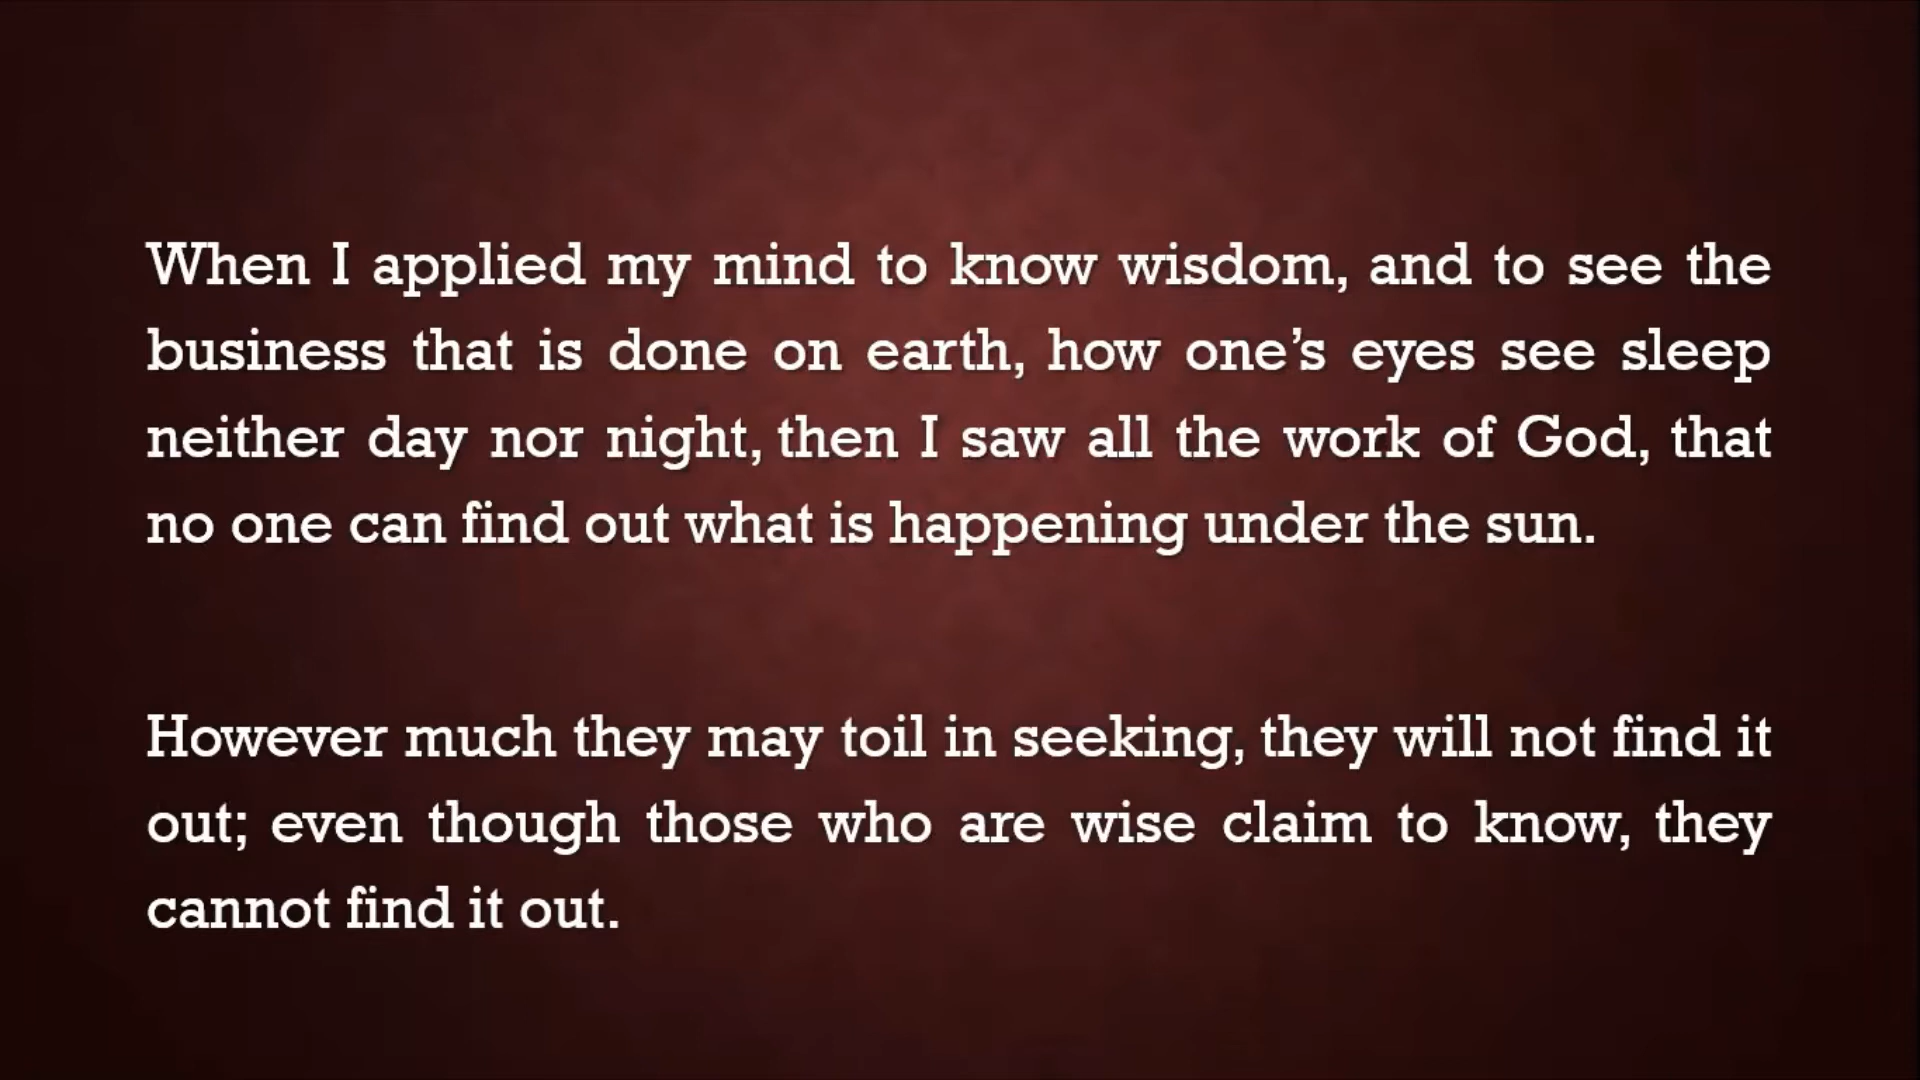 When I applied my mind to know wisdom, and to see the
business that is done on earth, how one’s eyes see sleep
neither day nor night, then I saw all the work of God, that
no one can find out what is happening under the sun.
However much they may toil in seeking, they will not find it
out; even though those who are wise claim to know, they
cannot find it out.